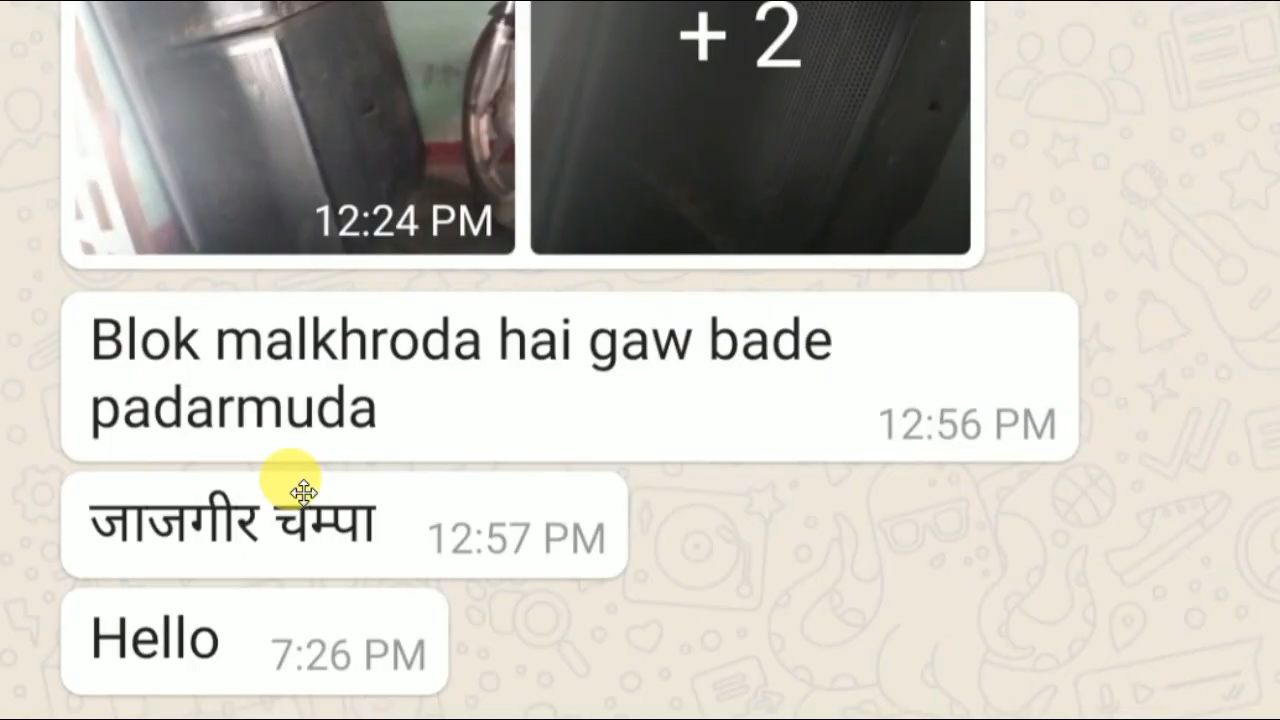 + 2
12:24 PM
Blok malkhroda hai gaw bade
padarmuda
12:56 PM
जाजगीर चम्पा 12:57 PM
Hello 7:26 PM